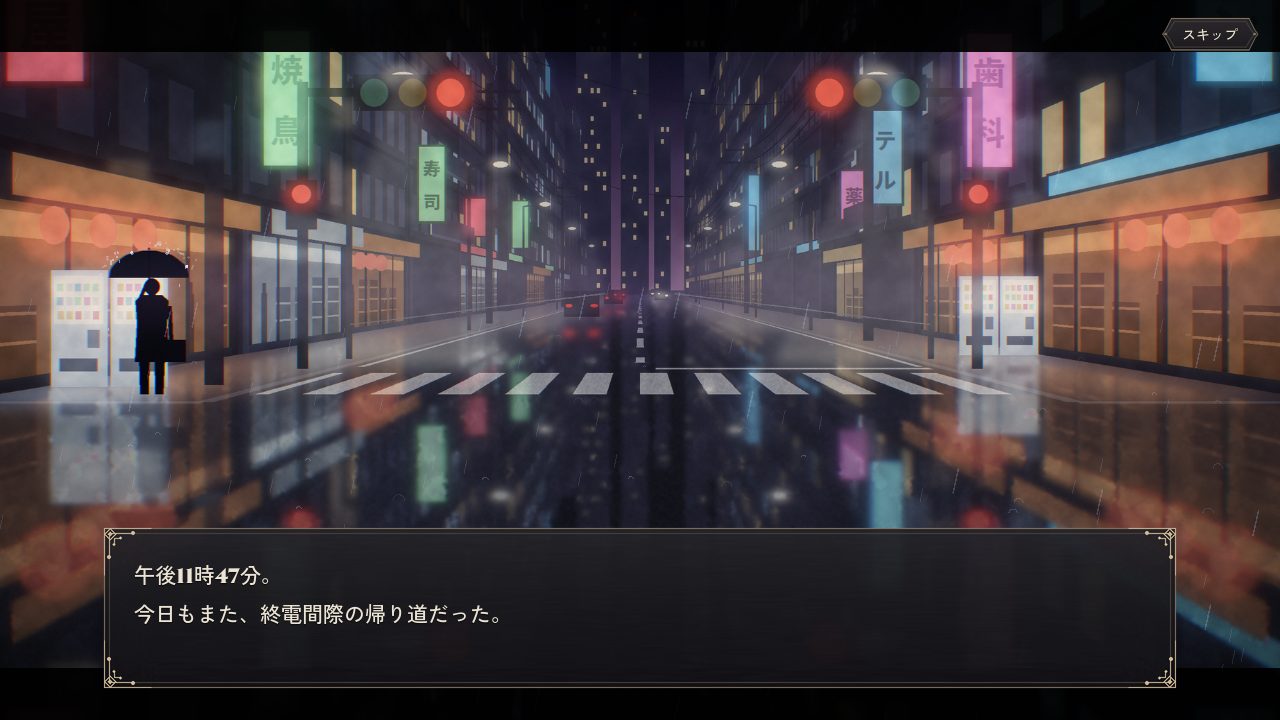 スキップ
焼鳥
歯科
寿司
テル
薬
午後11時47分。
今日もまた、終電間際の帰り道だった。